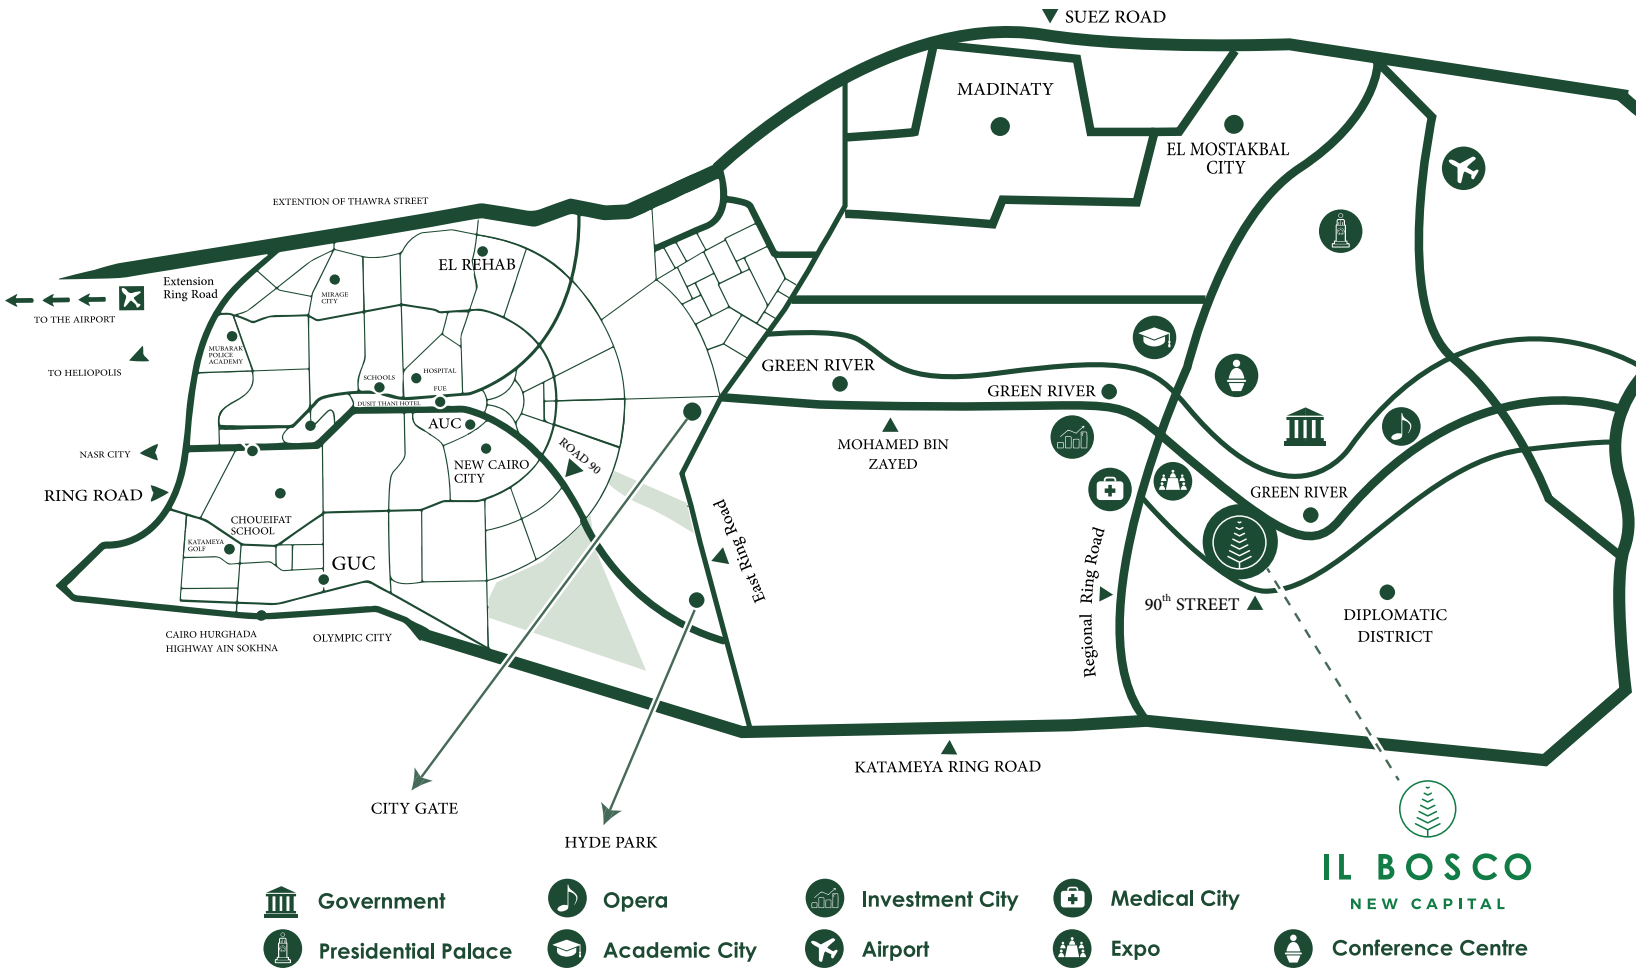 SUEZ ROAD
MADINATY
EL MOSTAKBAL
CITY
EXTENTION OF THAWRA STREET
EL REHAB
Extension
Ring Road
MIRAGE
CITY
TO THE AIRPORT
MUBARAK
POLICE
ACADEMY
TO HELIOPOLIS
HOSPITAL
SCHOOLS
FUE
DUSIT THANI HOTEL
GREEN RIVER
GREEN RIVER
AUC
MOHAMED BIN
ZAYED
NASR CITY
NEW CAIRO
CITY
ROAD 90
RING ROAD
GREEN RIVER
CHOUEIFAT
SCHOOL
KATAMEYA
GOLF
GUC
East Ring Road
Regional Ring Road
90th STREET
DIPLOMATIC
DISTRICT
CAIRO HURGHADA
HIGHWAY AIN SOKHNA
OLYMPIC CITY
KATAMEYA RING ROAD
CITY GATE
HYDE PARK
IL BOSCO
NEW CAPITAL
Government
Opera
Investment City
Medical City
Presidential Palace
Academic City
Airport
Expo
Conference Centre